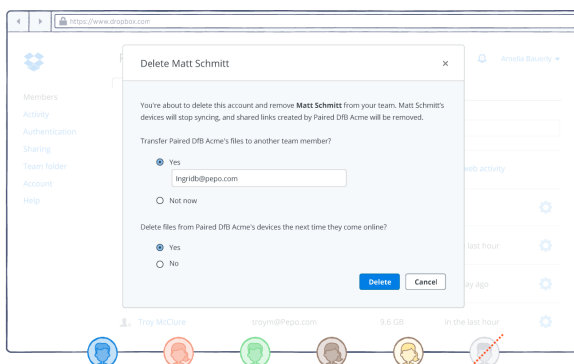 https://www.dropbox.com
Amelia Bauerly
Delete Matt Schmitt
×
Members
You're about to delete this account and remove Matt Schmitt from your team. Matt Schmitt's
Activity
devices will stop syncing, and shared links created by Paired DfB Acme will be removed.
Authentication
Transfer Paired DfB Acme's files to another team member?
Sharing
Yes
Team folder
web activity
Ingridb@pepo.com
Account
Help
Not now
Delete files from Paired DfB Acme's devices the next time they come online?
Yes
last hour
No
Delete
Cancel
ay ago
Troy McClure
troym@Pepo.com
9.6 GB
in the last hour